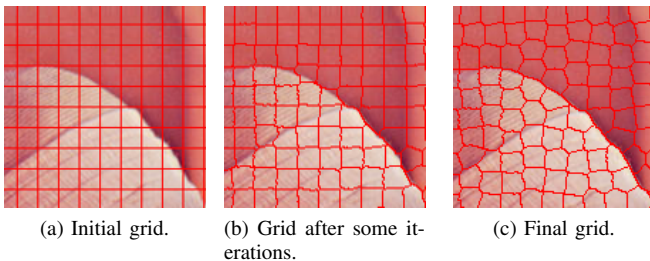 (a) Initial grid.
(b) Grid after some it-
erations.
(c) Final grid.